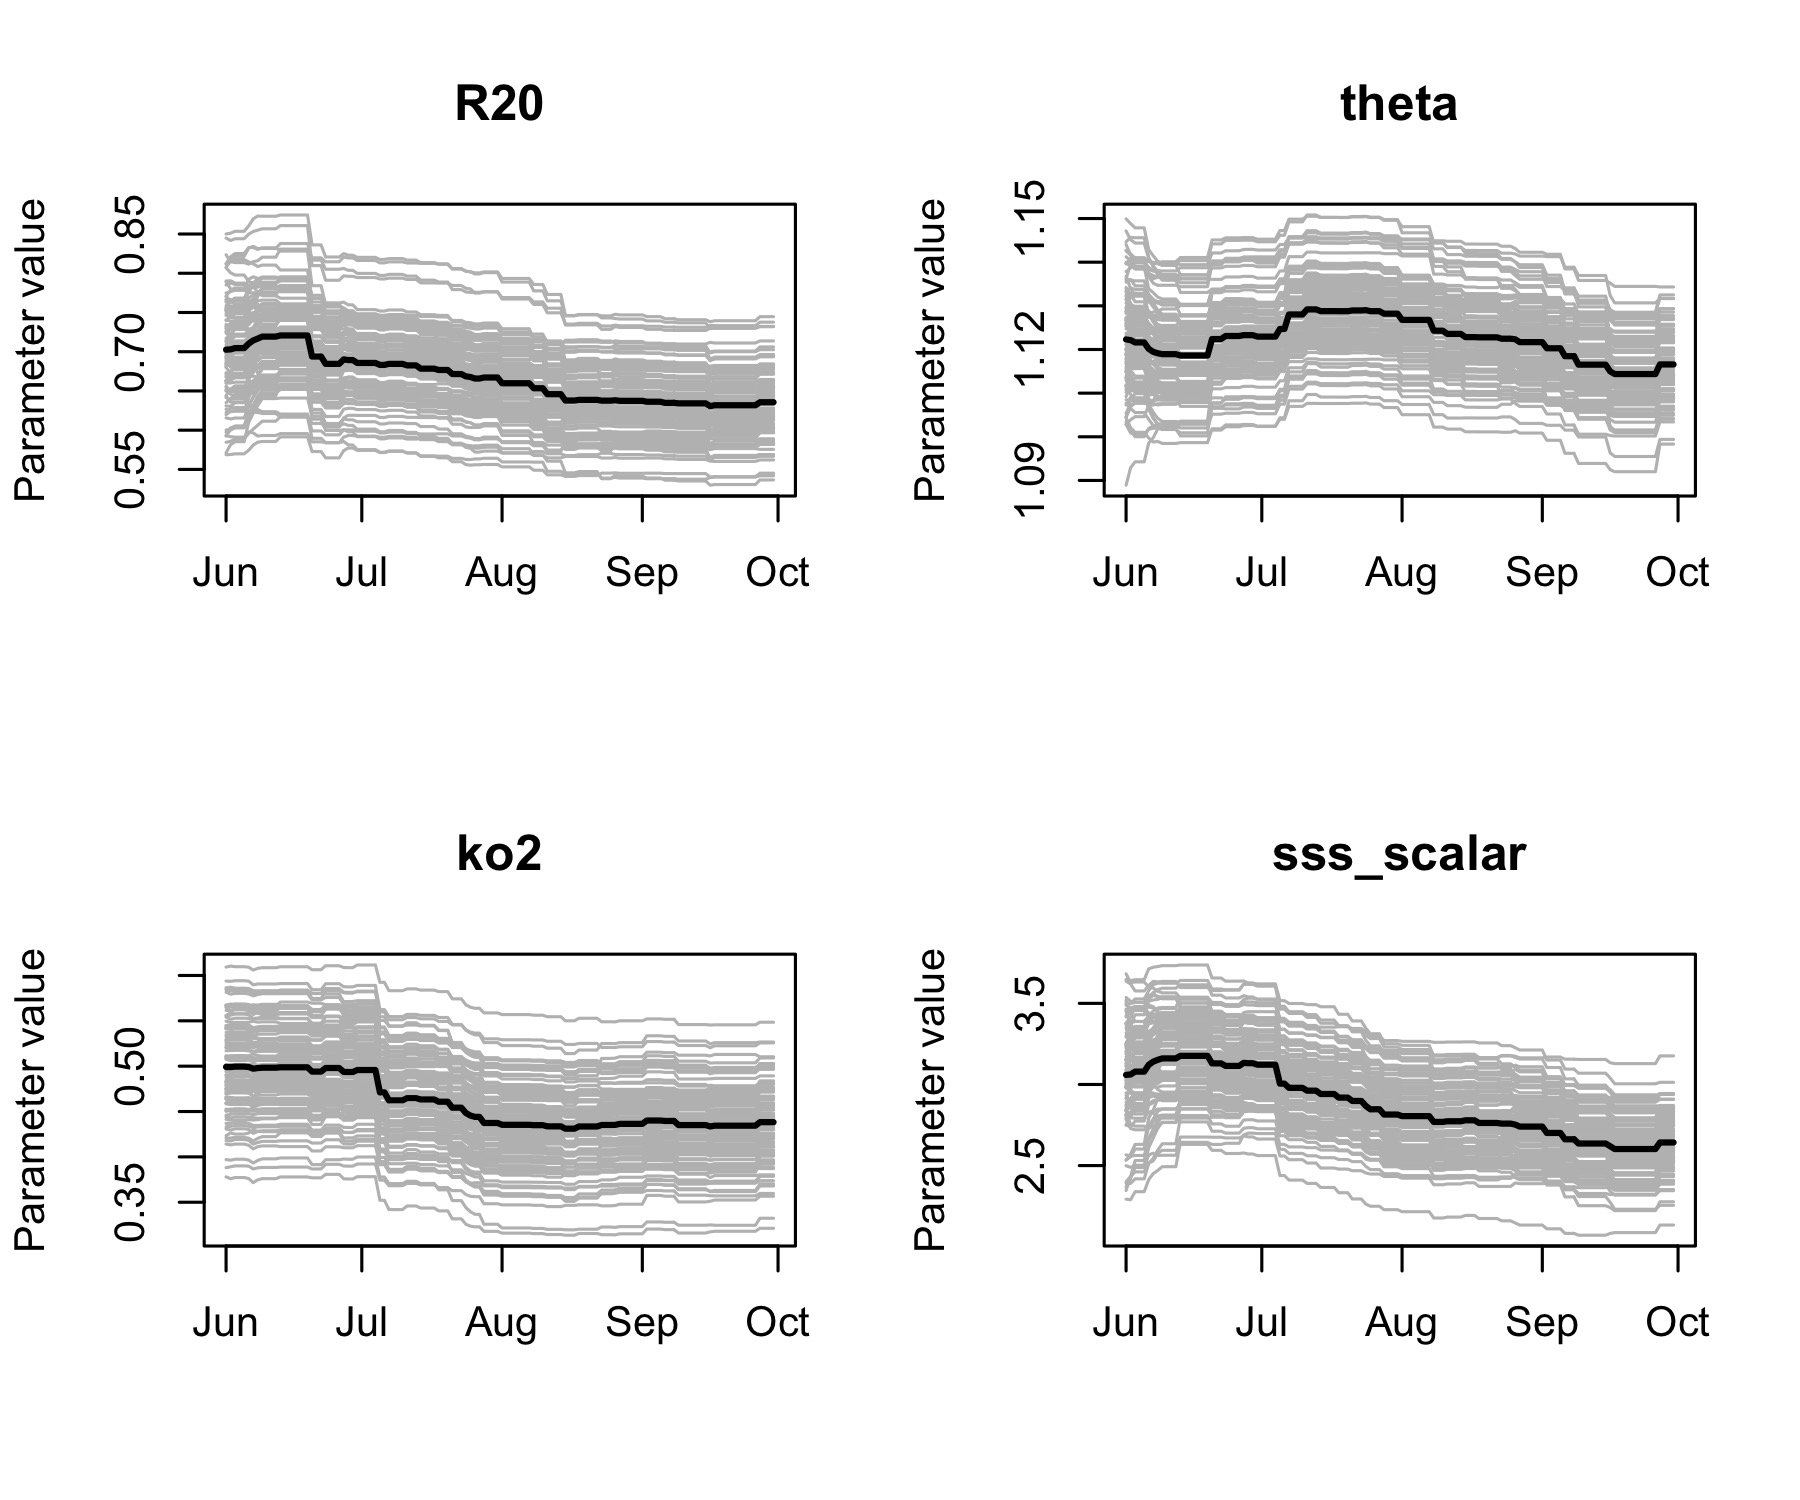 R20
Parameter value
0.85
0.70
0.55
Jun Jul Aug Sep Oct
theta
Parameter value
1.15
1.12
1.09
Jun Jul Aug Sep Oct
ko2
Parameter value
0.50
0.35
Jun Jul Aug Sep Oct
sss_scalar
Parameter value
3.5
2.5
Jun Jul Aug Sep Oct